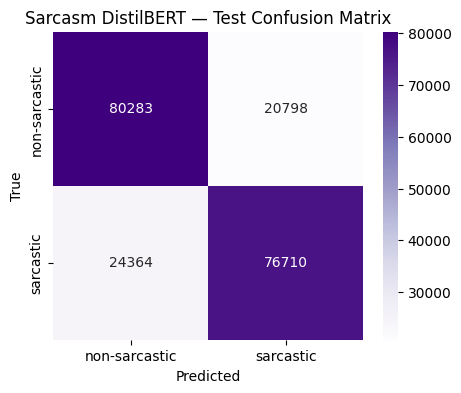 Sarcasm DistilBERT — Test Confusion Matrix
True
non-sarcastic
sarcastic
80283
20798
24364
76710
non-sarcastic
sarcastic
Predicted
80000
70000
60000
50000
40000
30000